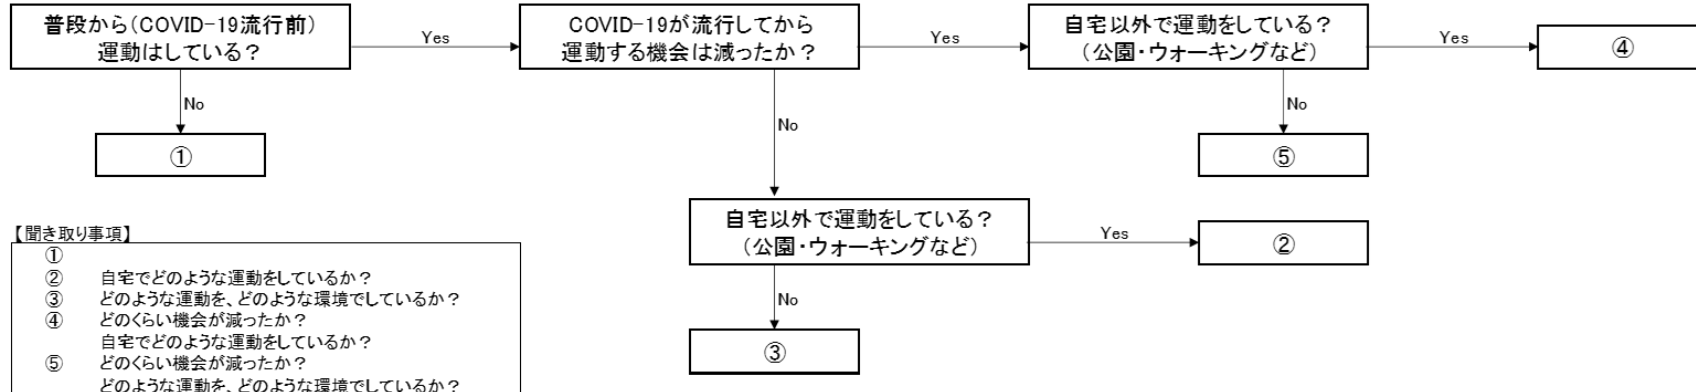 普段から(COVID-19流行前)
運動はしている?
Yes
COVID-19が流行してから
運動する機会は減ったか?
Yes
自宅以外で運動をしている?
(公園・ウォーキングなど)
Yes
④
No
①
No
No
⑤
自宅以外で運動をしている?
(公園・ウォーキングなど)
Yes
②
No
③
【聞き取り事項】
①
② 自宅でどのような運動をしているか?
③ どのような運動を、どのような環境でしているか?
④ どのくらい機会が減ったか?
自宅でどのような運動をしているか?
⑤ どのくらい機会が減ったか?
どのような運動を、どのような環境でしているか?